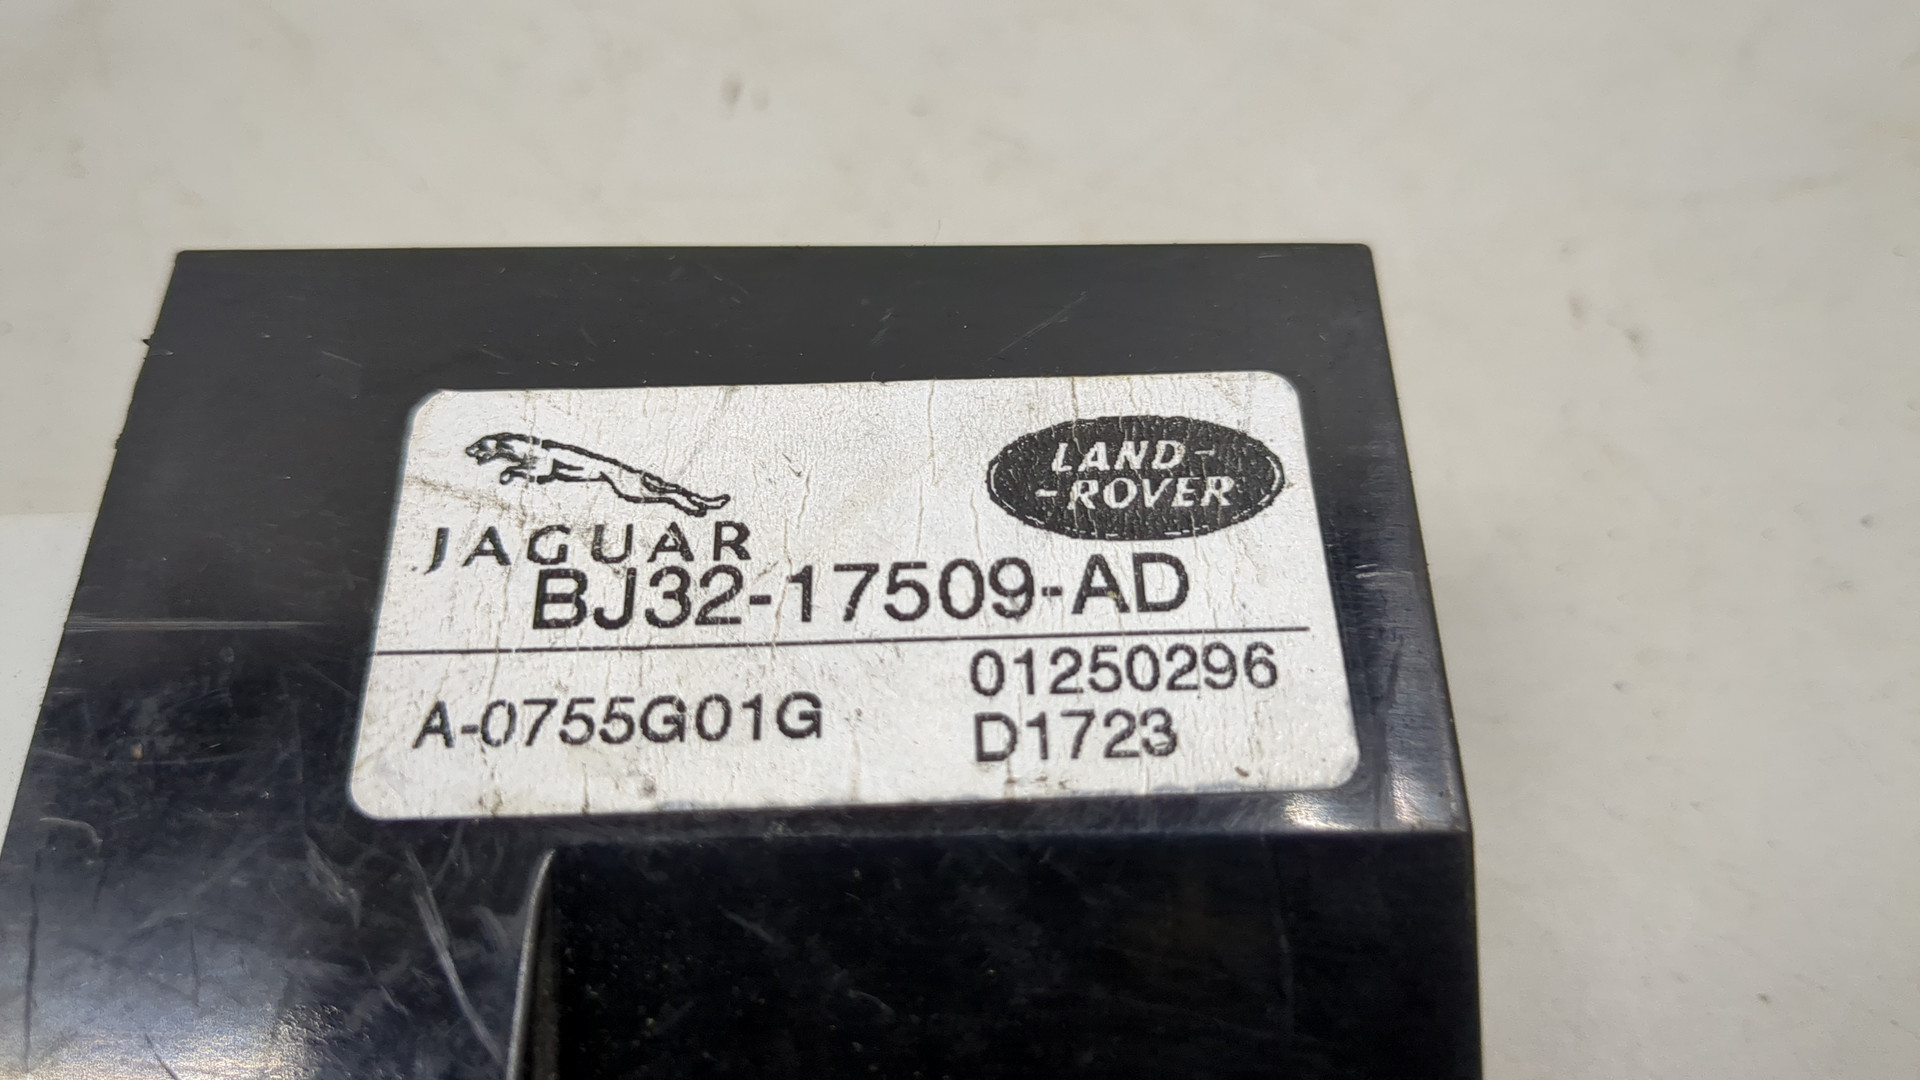 JAGUAR
LAND-
-ROVER
BJ32-17509-AD
A-0755G01G
01250296
D1723